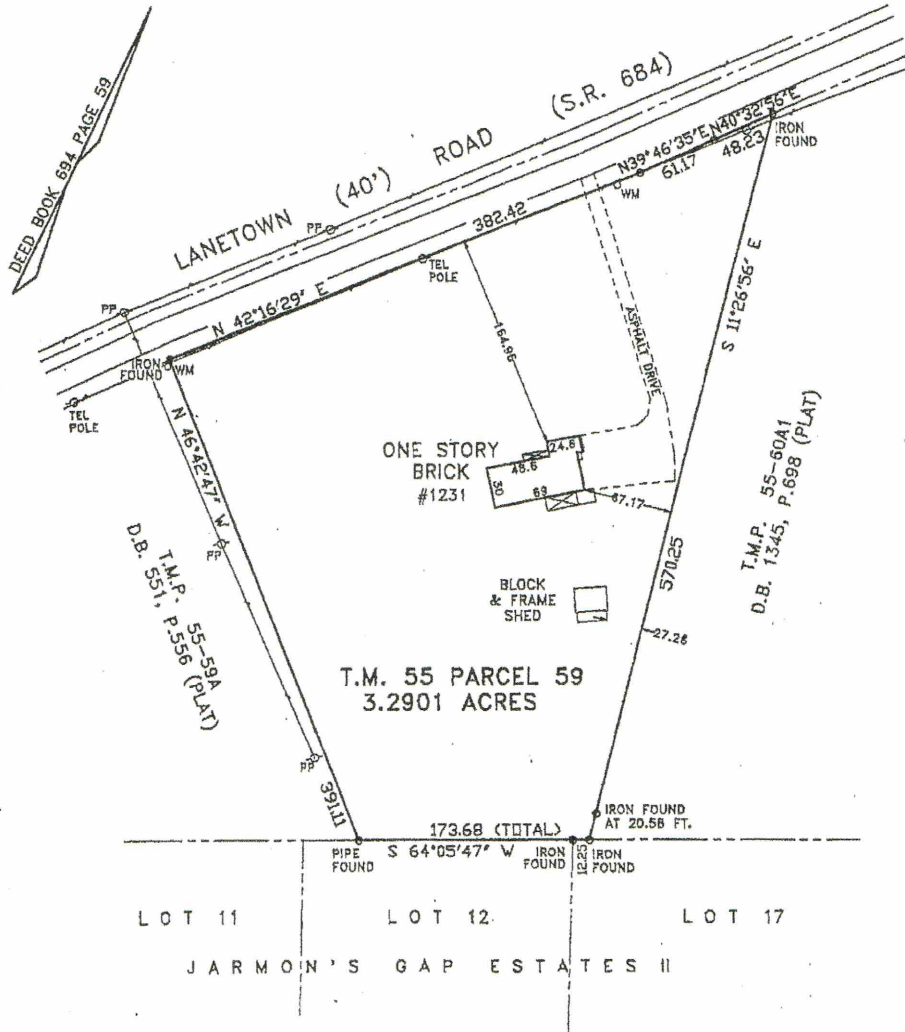 DEED BOOK 694 PAGE 59
LANETOWN (40') ROAD (S.R. 684)
N39°46'35"E
N40°32'56"E
61.17
48.23
IRON
FOUND
WM
382.42
PP
TEL
POLE
PP
N 42°16'29" E
IRON
FOUND
WM
TEL
POLE
164.96
ASPHALT DRIVE
S 11°26'56" E
570.25
T.M.P. 55-60A1
D.B. 1345, P.698 (PLAT)
ONE STORY
BRICK
#1231
24.6
48.6
30
69
67.17
N 46°42'47" W
391.11
PP
T.M.P. 55-59A
D.B. 551, P.556 (PLAT)
BLOCK
& FRAME
SHED
27.26
T.M. 55 PARCEL 59
3.2901 ACRES
PP
IRON FOUND
AT 20.58 FT.
173.68 (TOTAL)
S 64°05'47" W
PIPE
FOUND
IRON
FOUND
12.25
IRON
FOUND
LOT 11
LOT 12
LOT 17
JARMON'S GAP ESTATES II